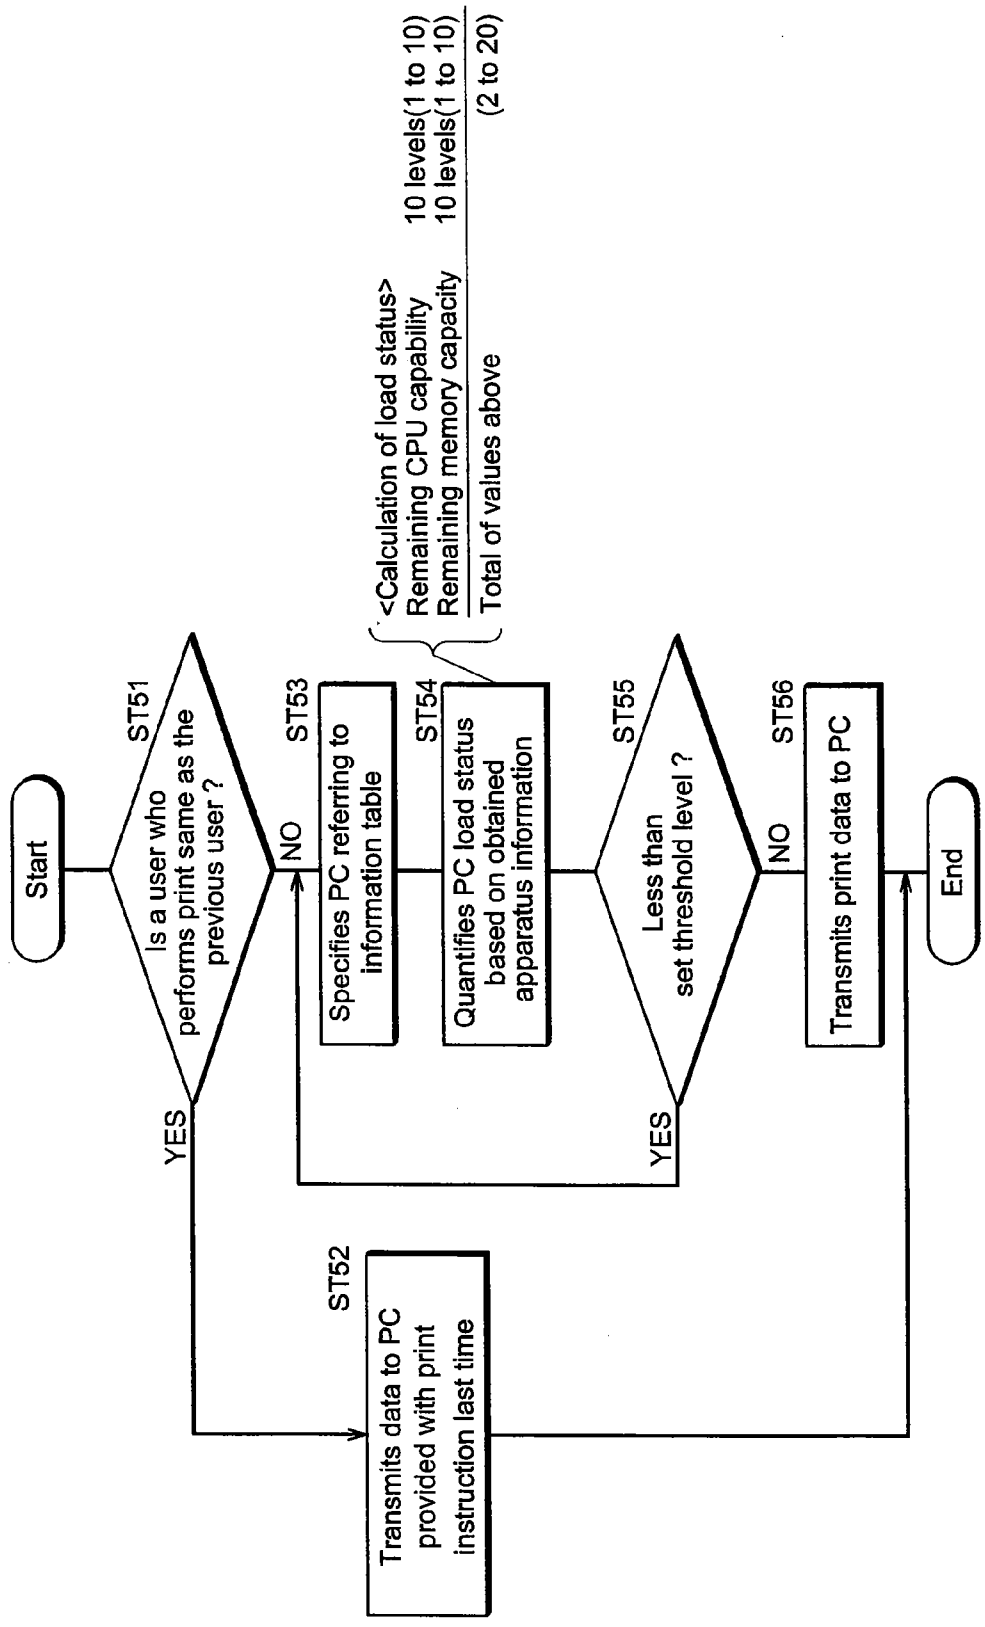 Start
ST51
Is a user who
performs print same as the
previous user ?
YES
NO
ST52
Transmits data to PC
provided with print
instruction last time
ST53
Specifies PC referring to
information table
ST54
Quantifies PC load status
based on obtained
apparatus information
<Calculation of load status>
Remaining CPU capability 10 levels(1 to 10)
Remaining memory capacity 10 levels(1 to 10)
Total of values above (2 to 20)
ST55
Less than
set threshold level ?
YES
NO
ST56
Transmits print data to PC
End